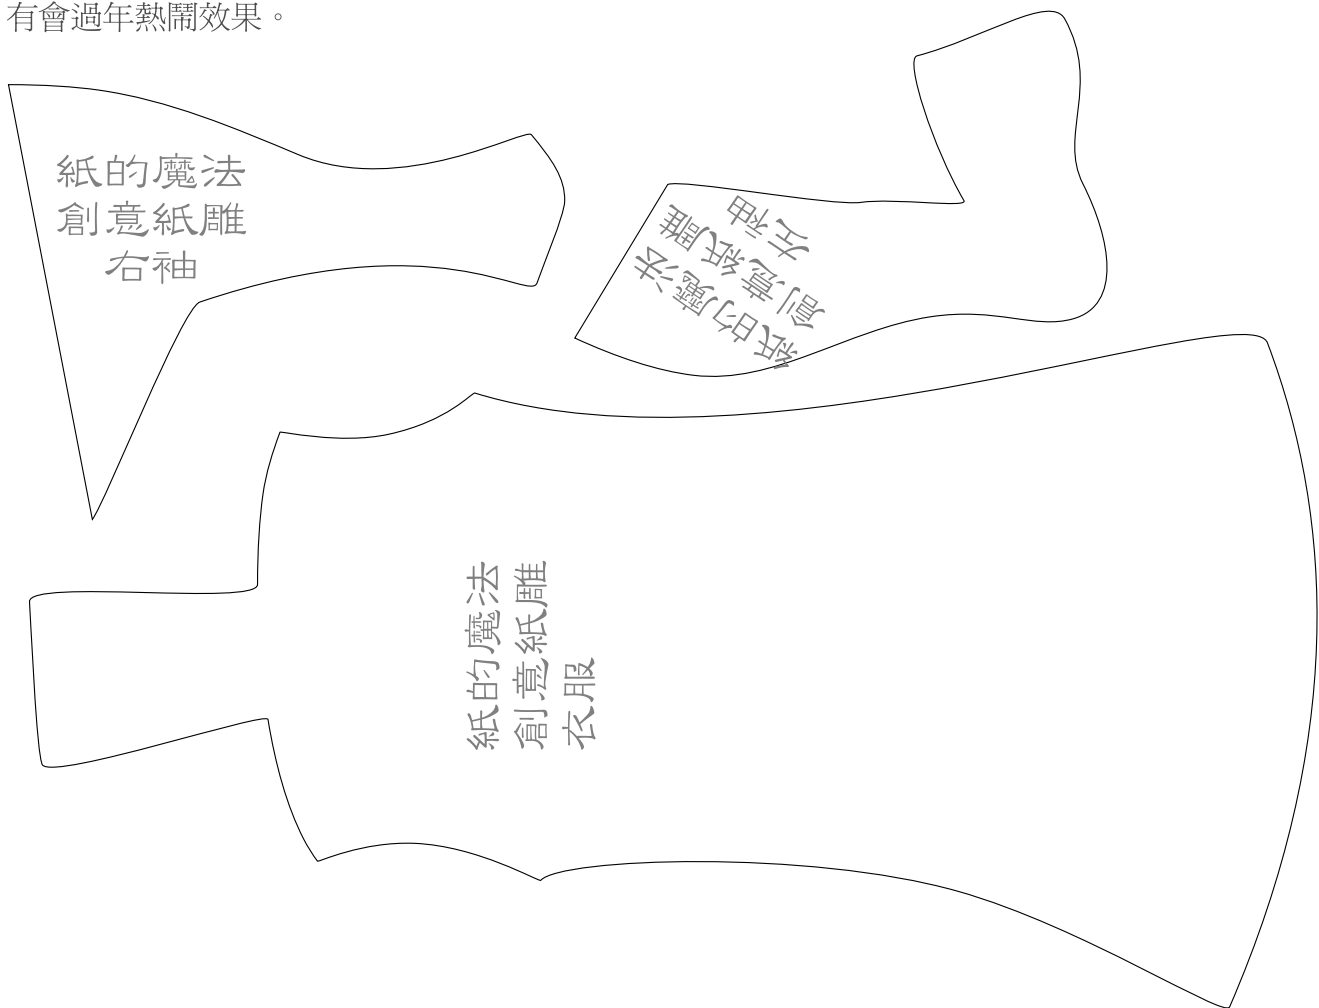 有會過年熱鬧效果。
紙的魔法
創意紙雕
右袖
紙的魔法
創意紙雕
左袖
紙的魔法
創意紙雕
衣服